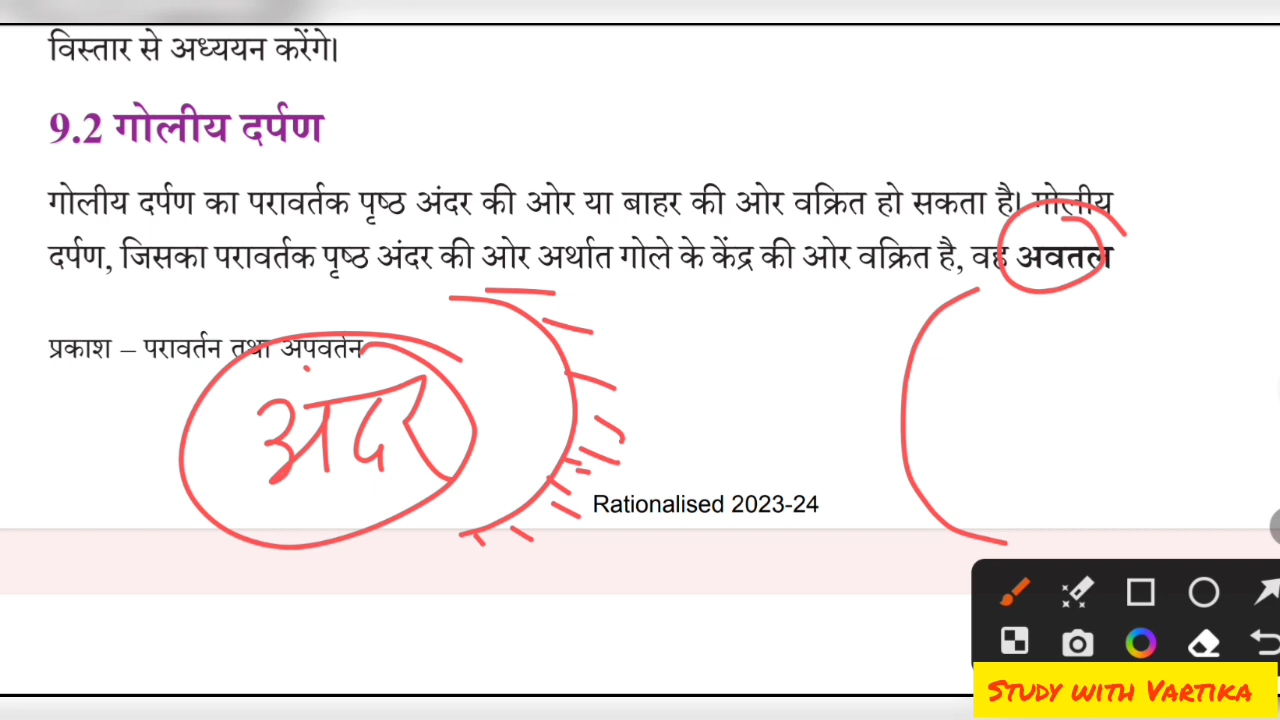 विस्तार से अध्ययन करेंगे।
9.2 गोलीय दर्पण
गोलीय दर्पण का परावर्तक पृष्ठ अंदर की ओर या बाहर की ओर वक्रित हो सकता है। गोलीय
दर्पण, जिसका परावर्तक पृष्ठ अंदर की ओर अर्थात गोले के केंद्र की ओर वक्रित है, वह अवतल
प्रकाश – परावर्तन तथा अपवर्तन
अंदर
Rationalised 2023-24
STUDY WITH VARTIKA